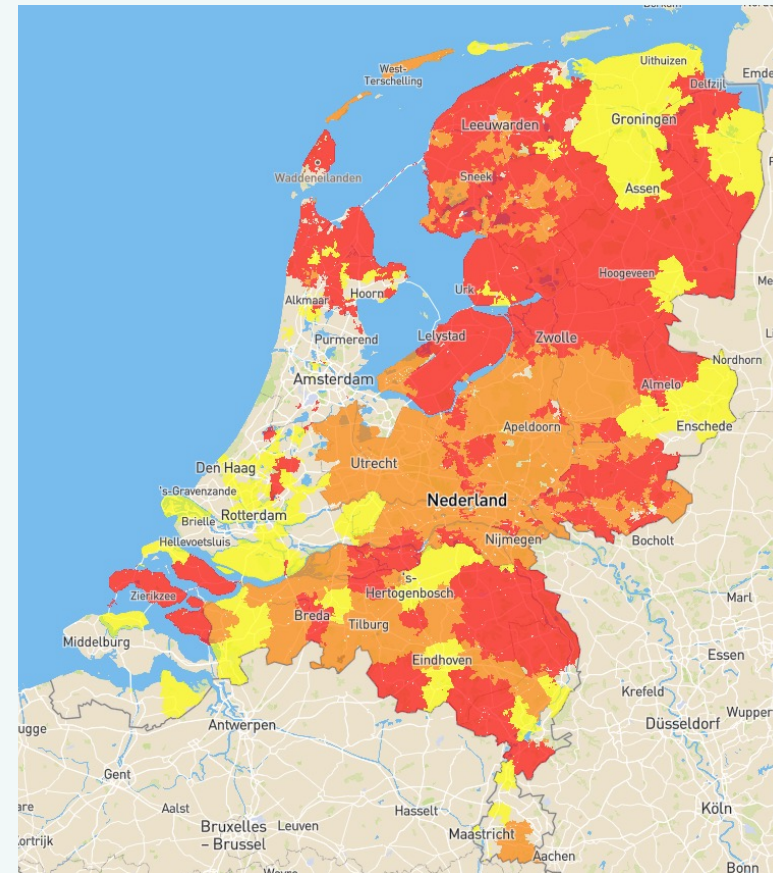 Borkum
Uithuizen
West-
Terschelling
Emde
Delfzijl
Leeuwarden
Groningen
Waddeneilanden
Sneek
Assen
Hoogeveen
Urk
Hoorn
Alkmaar
Lelystad
Zwolle
Purmerend
Nordhorn
Amsterdam
Almelo
Apeldoorn
Enschede
Utrecht
Den Haag
's-Gravenzande
Nederland
Rotterdam
Brielle
Hellevoetsluis
Nijmegen
Bocholt
's-
Hertogenbosch
Zierikzee
Marl
Breda
Tilburg
Middelburg
Eindhoven
Essen
Krefeld
Wupper
ugge
Antwerpen
Düsseldorf
Gent
Aalst
Hasselt
Köln
Bruxelles
– Brussel
Leuven
Maastricht
ortrijk
Aachen
Bonn